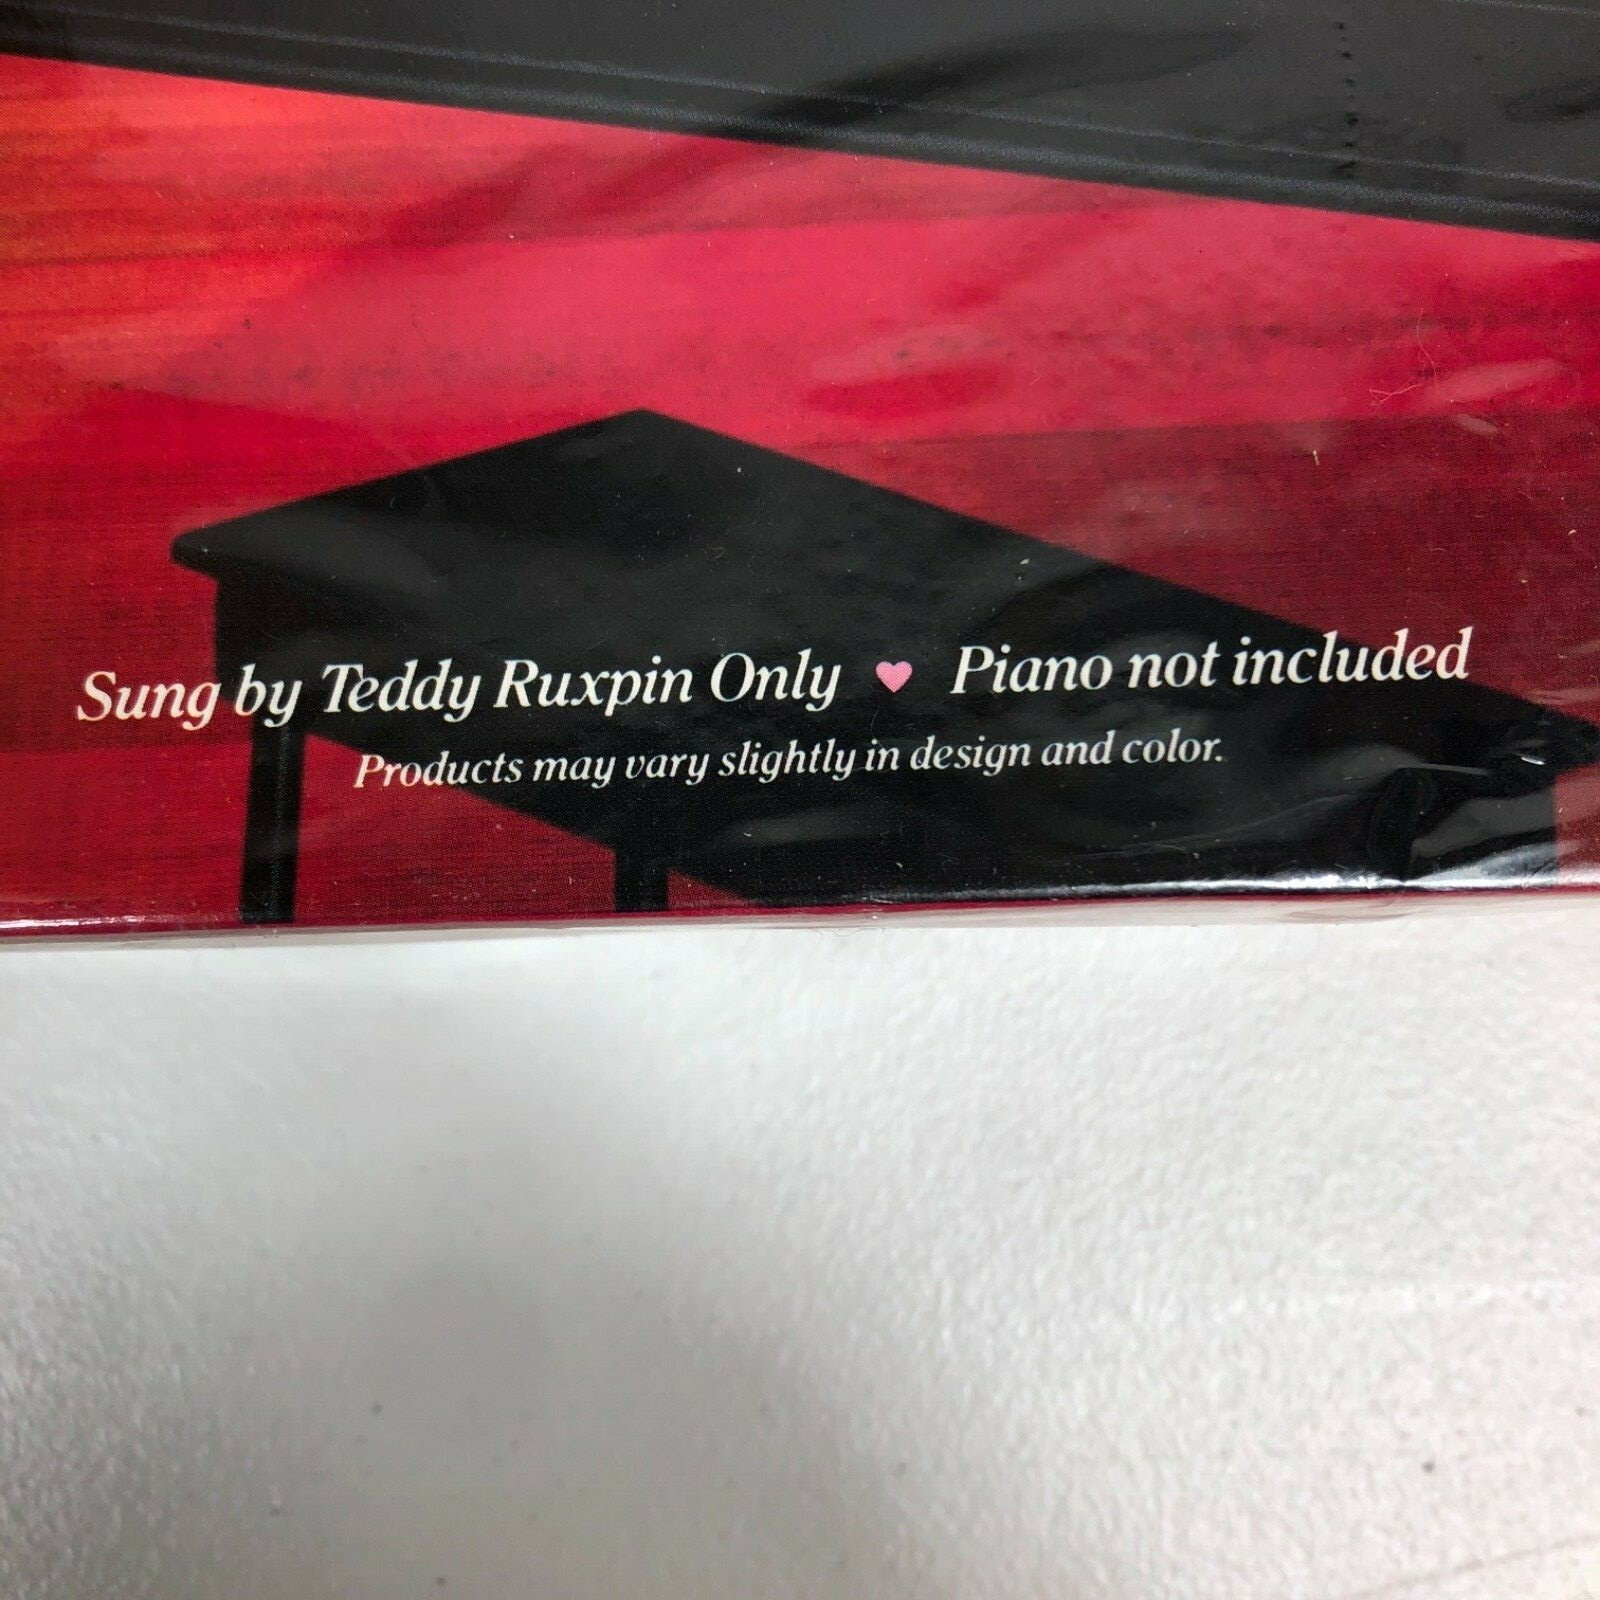 Sung by Teddy Ruxpin Only ♥ Piano not included
Products may vary slightly in design and color.